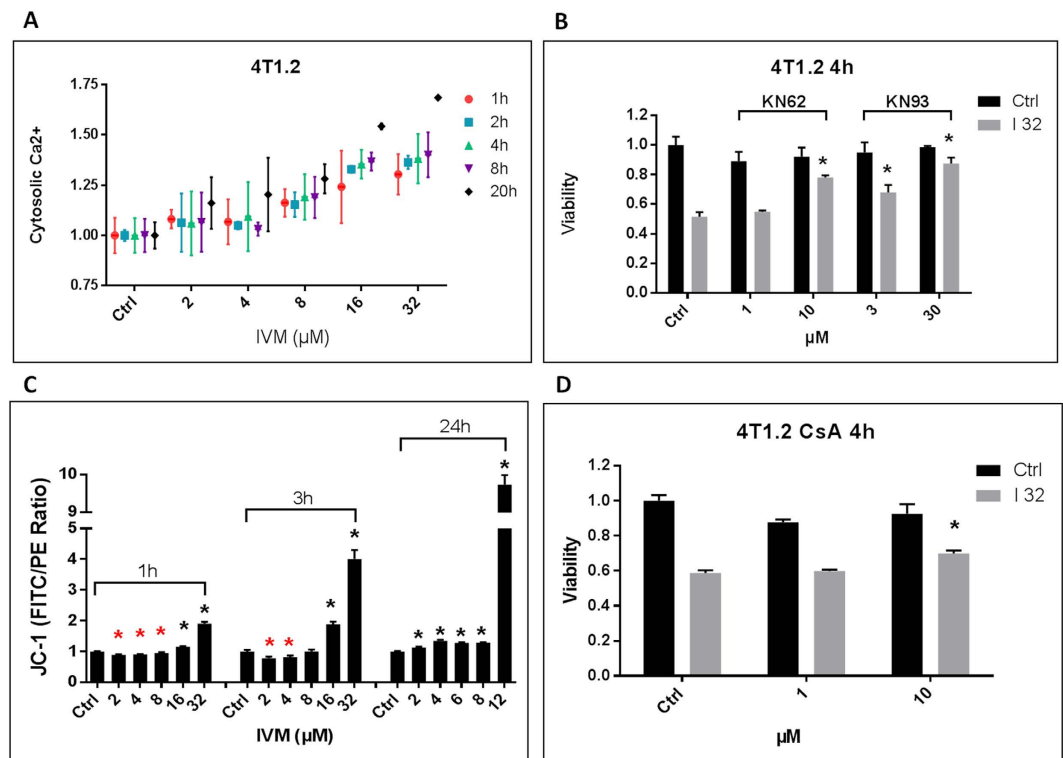 A
4T1.2
Cytosolic Ca2+
1.75
1.50
1.25
1.00
0.75
Ctrl 2 4 8 16 32
IVM (µM)
1h
2h
4h
8h
20h
B
4T1.2 4h
KN62 KN93
Viability
1.2
1.0
0.8
0.6
0.4
0.2
0.0
Ctrl 1 10 3 30
* * *
µM
Ctrl
I 32
C
JC-1 (FITC/PE Ratio)
10
9
5
4
3
2
1
0
1h
3h
24h
* * * * *
* * * *
* * * * *
Ctrl 2 4 8 16 32 Ctrl 2 4 8 16 32 Ctrl 2 4 6 8 12
IVM (µM)
D
4T1.2 CsA 4h
Viability
1.2
1.0
0.8
0.6
0.4
0.2
0.0
*
Ctrl 1 10
µM
Ctrl
I 32